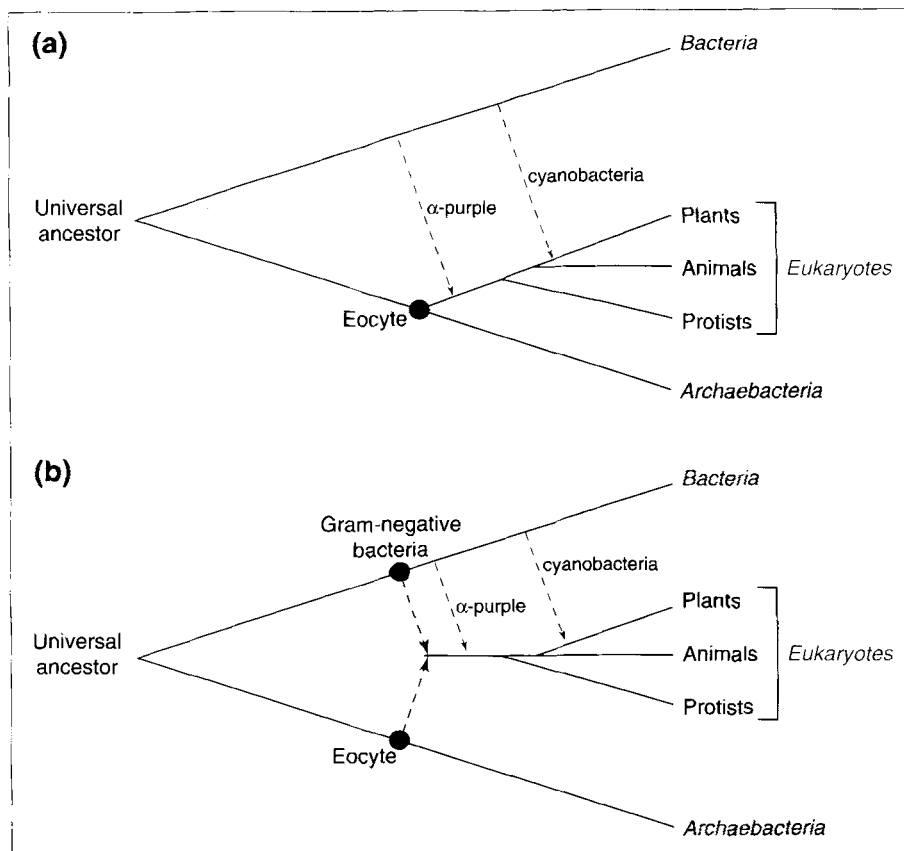 (a)
Bacteria
cyanobacteria
α-purple
Universal
ancestor
Plants
Animals
Eukaryotes
Eocyte
Protists
Archaebacteria
(b)
Bacteria
Gram-negative
bacteria
cyanobacteria
α-purple
Plants
Universal
ancestor
Animals
Eukaryotes
Protists
Eocyte
Archaebacteria